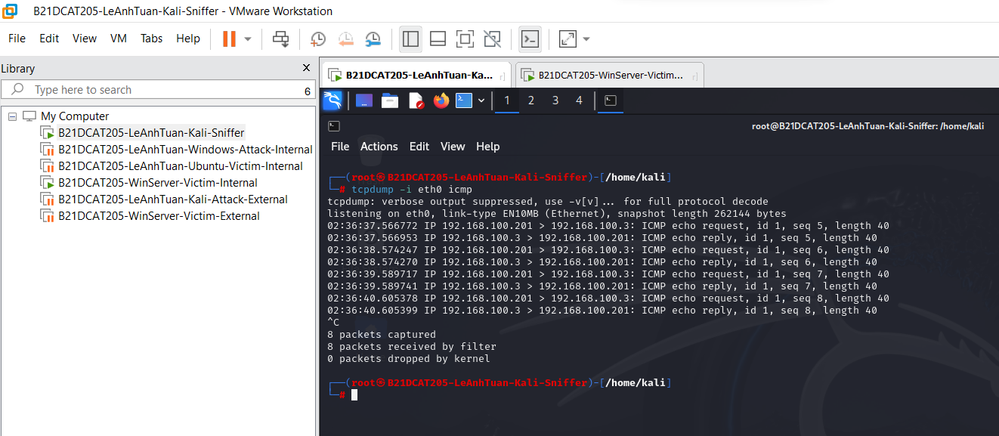 B21DCAT205-LeAnhTuan-Kali-Sniffer - VMware Workstation
File Edit View VM Tabs Help
Library X
Type here to search 6
My Computer
B21DCAT205-LeAnhTuan-Kali-Sniffer
B21DCAT205-LeAnhTuan-Windows-Attack-Internal
B21DCAT205-LeAnhTuan-Ubuntu-Victim-Internal
B21DCAT205-WinServer-Victim-Internal
B21DCAT205-LeAnhTuan-Kali-Attack-External
B21DCAT205-WinServer-Victim-External
B21DCAT205-LeAnhTuan-Ka... B21DCAT205-WinServer-Victim...
1 2 3 4
root@B21DCAT205-LeAnhTuan-Kali-Sniffer: /home/kali
File Actions Edit View Help
┌──(root㉿B21DCAT205-LeAnhTuan-Kali-Sniffer)-[/home/kali]
└─# tcpdump -i eth0 icmp
tcpdump: verbose output suppressed, use -v[v]... for full protocol decode
listening on eth0, link-type EN10MB (Ethernet), snapshot length 262144 bytes
02:36:37.566772 IP 192.168.100.201 > 192.168.100.3: ICMP echo request, id 1, seq 5, length 40
02:36:37.566953 IP 192.168.100.3 > 192.168.100.201: ICMP echo reply, id 1, seq 5, length 40
02:36:38.574247 IP 192.168.100.201 > 192.168.100.3: ICMP echo request, id 1, seq 6, length 40
02:36:38.574270 IP 192.168.100.3 > 192.168.100.201: ICMP echo reply, id 1, seq 6, length 40
02:36:39.589717 IP 192.168.100.201 > 192.168.100.3: ICMP echo request, id 1, seq 7, length 40
02:36:39.589741 IP 192.168.100.3 > 192.168.100.201: ICMP echo reply, id 1, seq 7, length 40
02:36:40.605378 IP 192.168.100.201 > 192.168.100.3: ICMP echo request, id 1, seq 8, length 40
02:36:40.605399 IP 192.168.100.3 > 192.168.100.201: ICMP echo reply, id 1, seq 8, length 40
^C
8 packets captured
8 packets received by filter
0 packets dropped by kernel
┌──(root㉿B21DCAT205-LeAnhTuan-Kali-Sniffer)-[/home/kali]
└─#